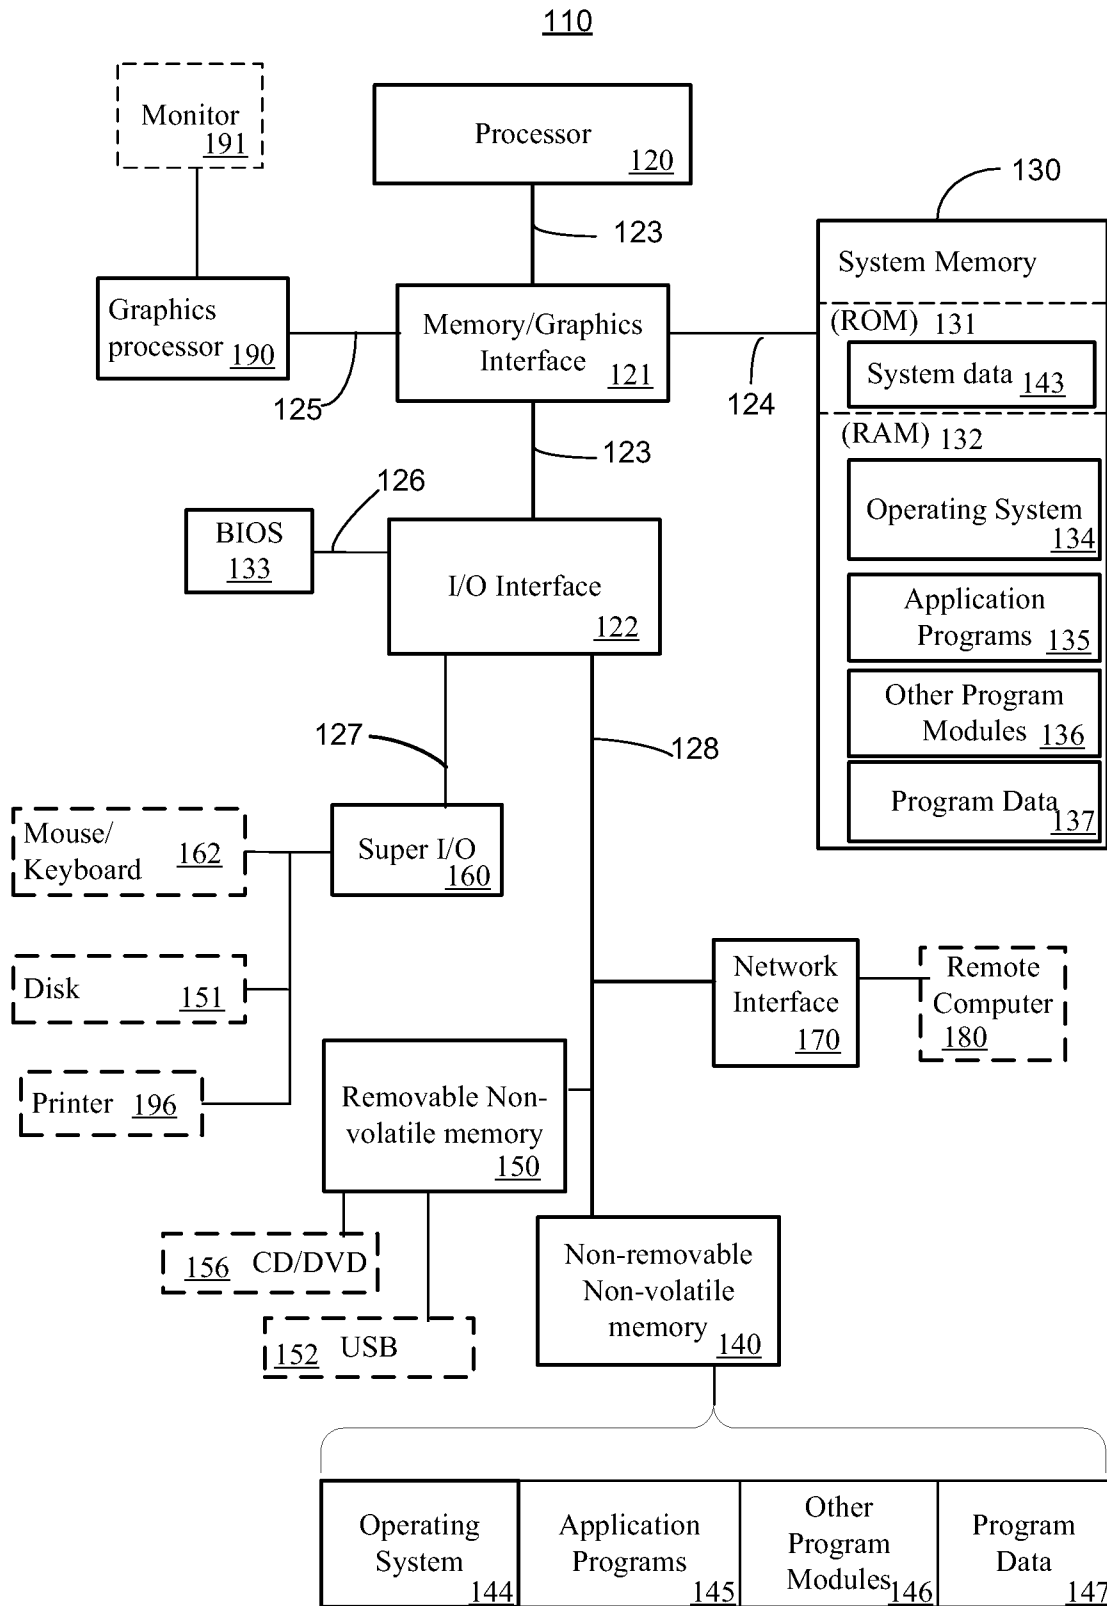 110
Monitor
191
Processor
120
130
123
System Memory
Graphics
processor
190
Memory/Graphics
Interface
121
(ROM) 131
System data 143
125
124
(RAM) 132
123
126
Operating System
134
BIOS
133
I/O Interface
122
Application
Programs 135
Other Program
Modules 136
127
128
Program Data
137
Mouse/
Keyboard 162
Super I/O
160
Network
Interface
170
Remote
Computer
180
Disk 151
Removable Non-
volatile memory
150
Printer 196
156 CD/DVD
Non-removable
Non-volatile
memory 140
152 USB
Operating
System
144
Application
Programs
145
Other
Program
Modules 146
Program
Data
147